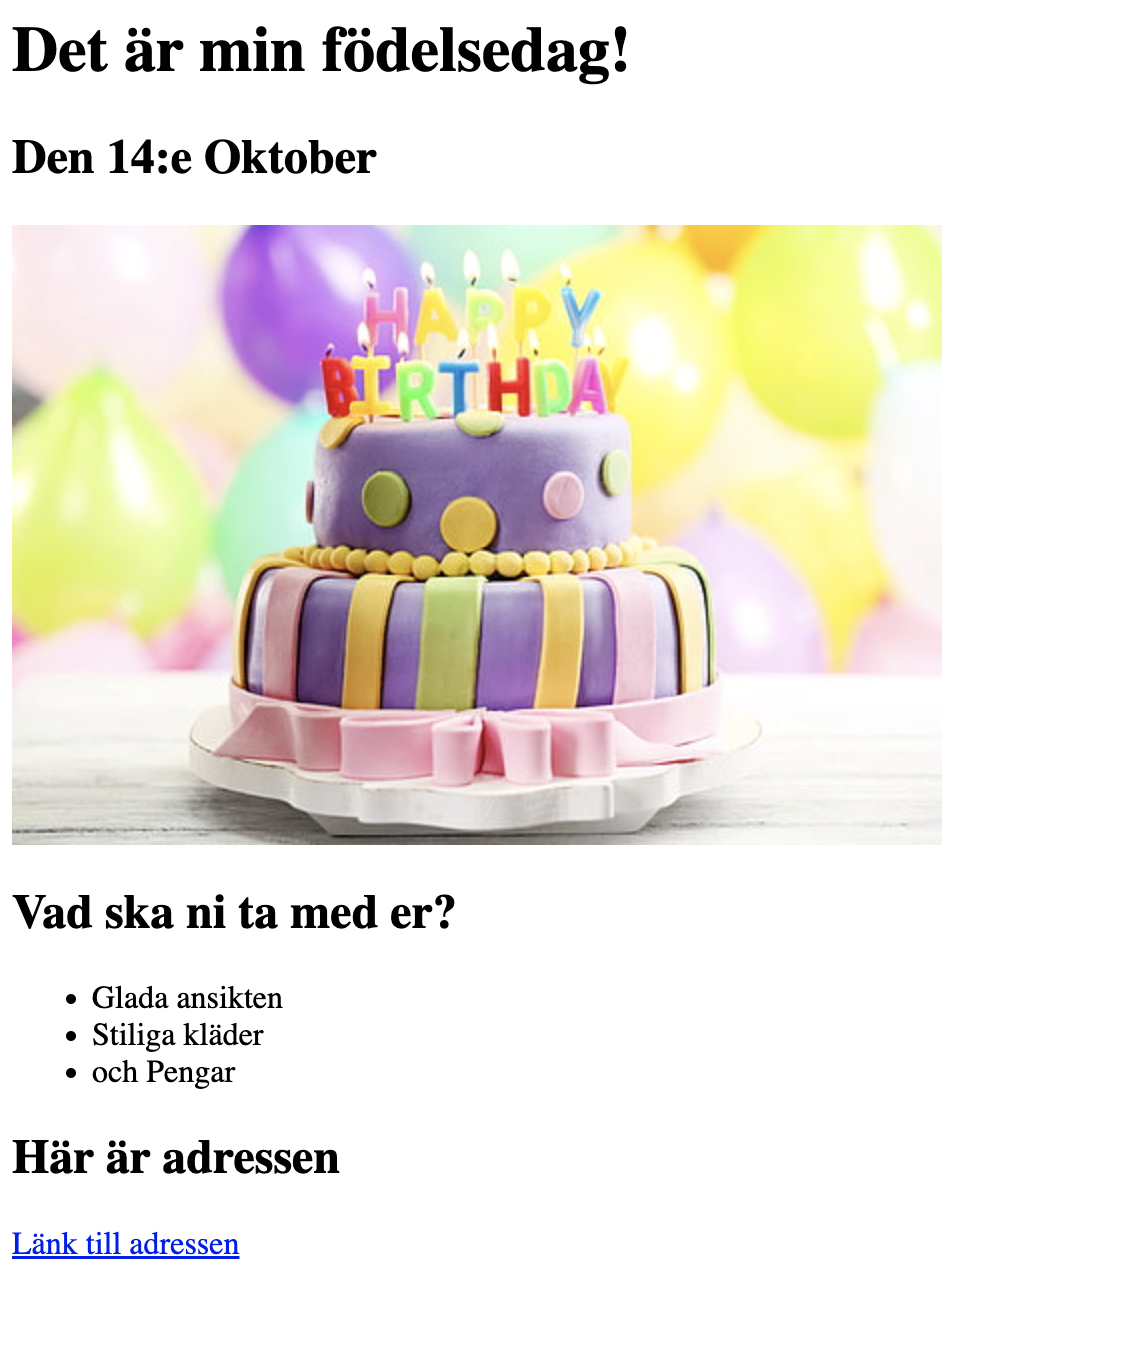 Det är min födelsedag!
Den 14:e Oktober
HAPPY
BIRTHDAY
Vad ska ni ta med er?
Glada ansikten
Stiliga kläder
och Pengar
Här är adressen
Länk till adressen